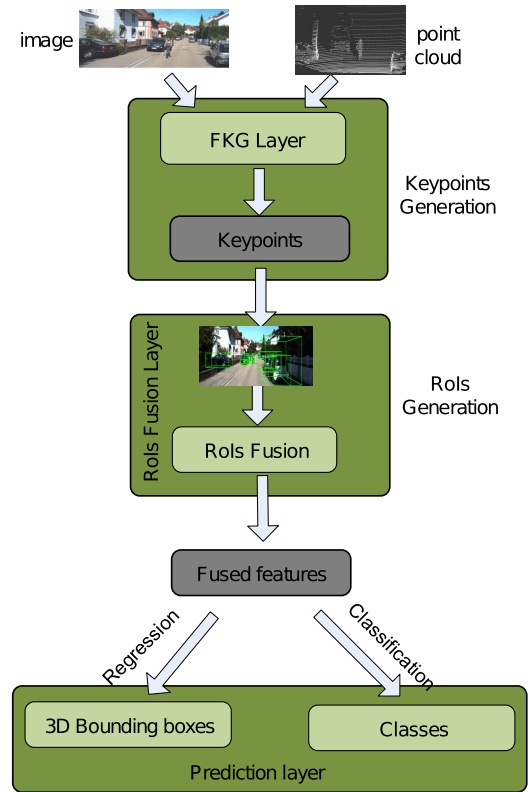 image
point
cloud
FKG Layer
Keypoints
Keypoints
Generation
RoIs Fusion Layer
RoIs
Generation
RoIs Fusion
Fused features
Regression
Classification
3D Bounding boxes
Classes
Prediction layer